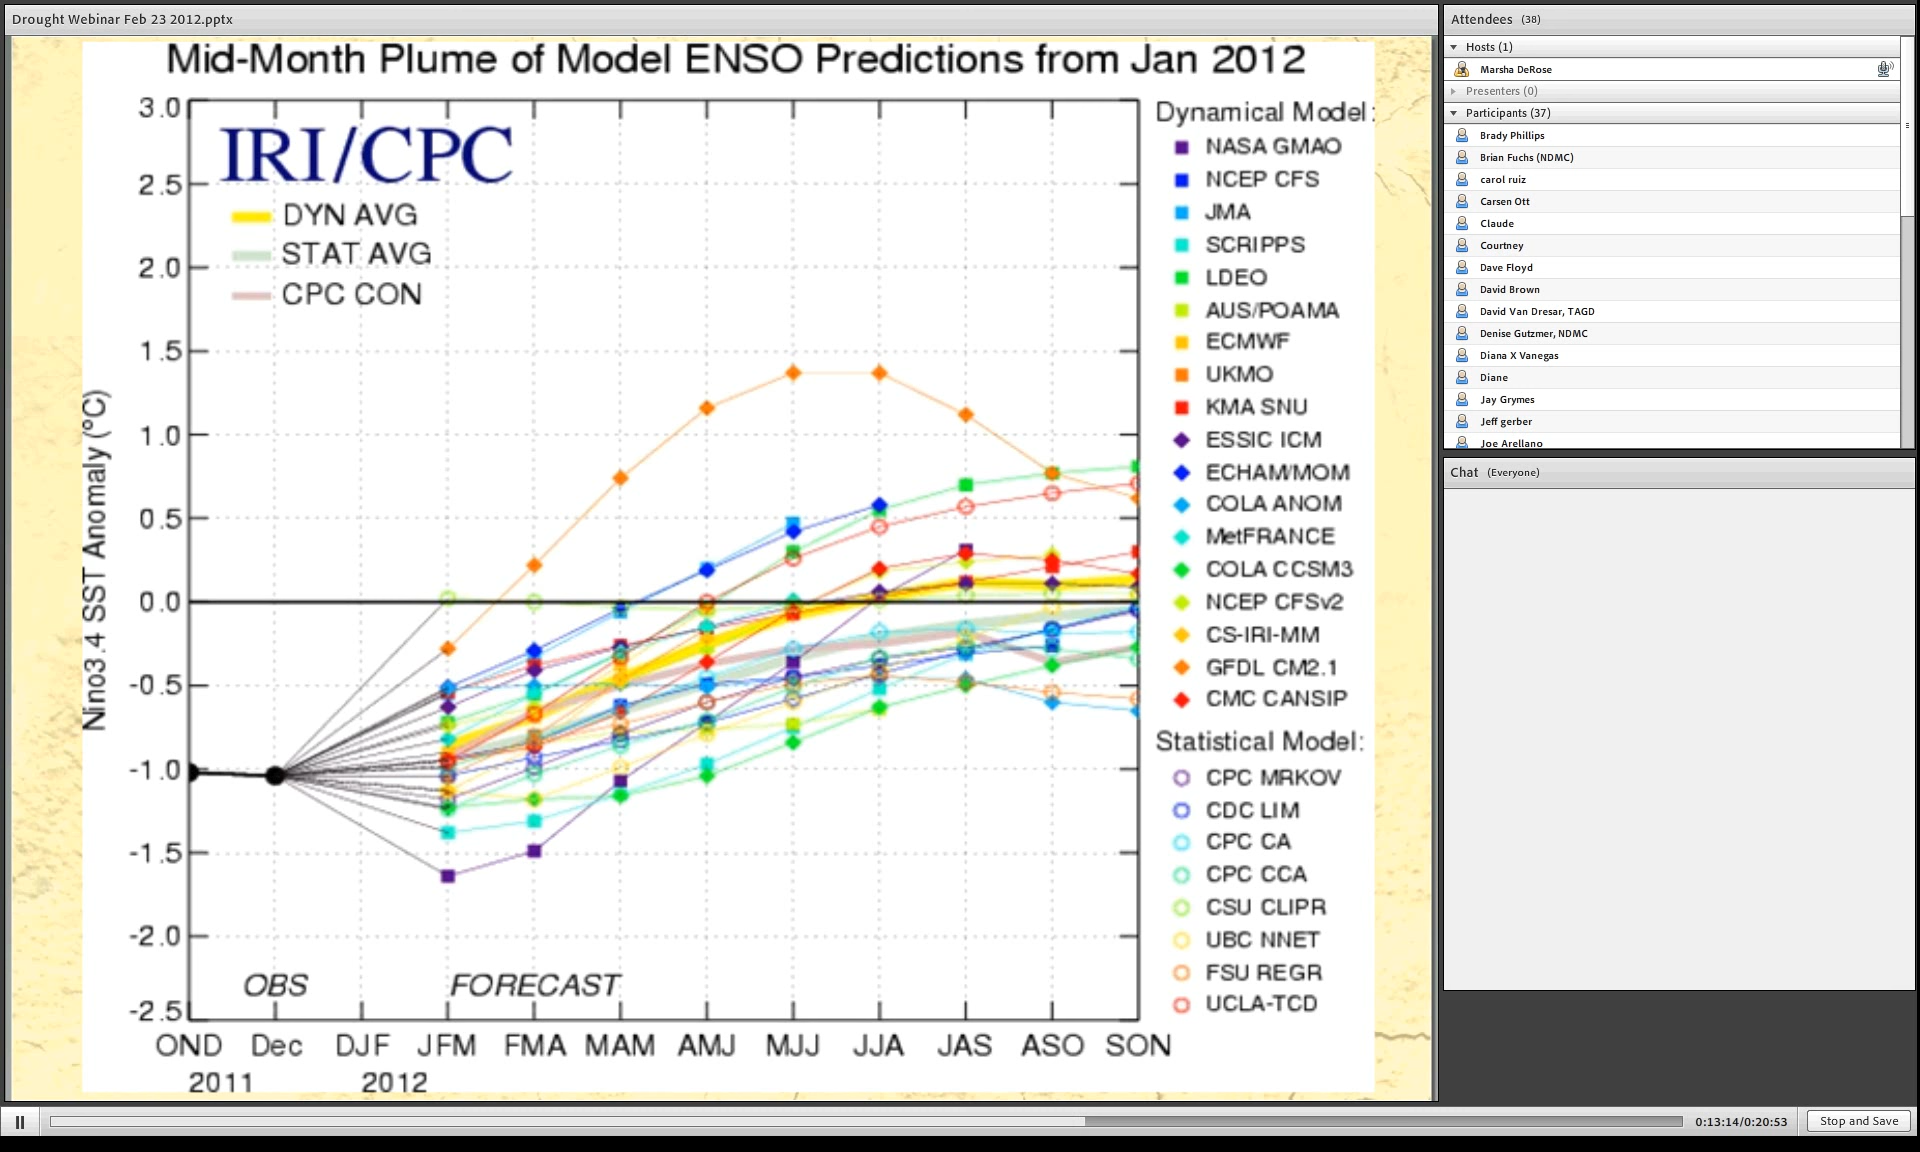 Drought Webinar Feb 23 2012.pptx
Mid-Month Plume of Model ENSO Predictions from Jan 2012
IRI/CPC
DYN AVG
STAT AVG
CPC CON
Nino3.4 SST Anomaly (°C)
3.0
2.5
2.0
1.5
1.0
0.5
0.0
-0.5
-1.0
-1.5
-2.0
-2.5
OBS FORECAST
OND Dec DJF JFM FMA MAM AMJ MJJ JJA JAS ASO SON
2011 2012
Dynamical Model:
NASA GMAO
NCEP CFS
JMA
SCRIPPS
LDEO
AUS/POAMA
ECMWF
UKMO
KMA SNU
ESSIC ICM
ECHAM/MOM
COLA ANOM
MetFRANCE
COLA CCSM3
NCEP CFSv2
CS-IRI-MM
GFDL CM2.1
CMC CANSIP
Statistical Model:
CPC MRKOV
CDC LIM
CPC CA
CPC CCA
CSU CLIPR
UBC NNET
FSU REGR
UCLA-TCD
Attendees (38)
Hosts (1)
Marsha DeRose
Presenters (0)
Participants (37)
Brady Phillips
Brian Fuchs (NDMC)
carol ruiz
Carsen Ott
Claude
Courtney
Dave Floyd
David Brown
David Van Dresar, TAGD
Denise Gutzmer, NDMC
Diana X Vanegas
Diane
Jay Grymes
Jeff gerber
Joe Arellano
Chat (Everyone)
0:13:14/0:20:53
Stop and Save